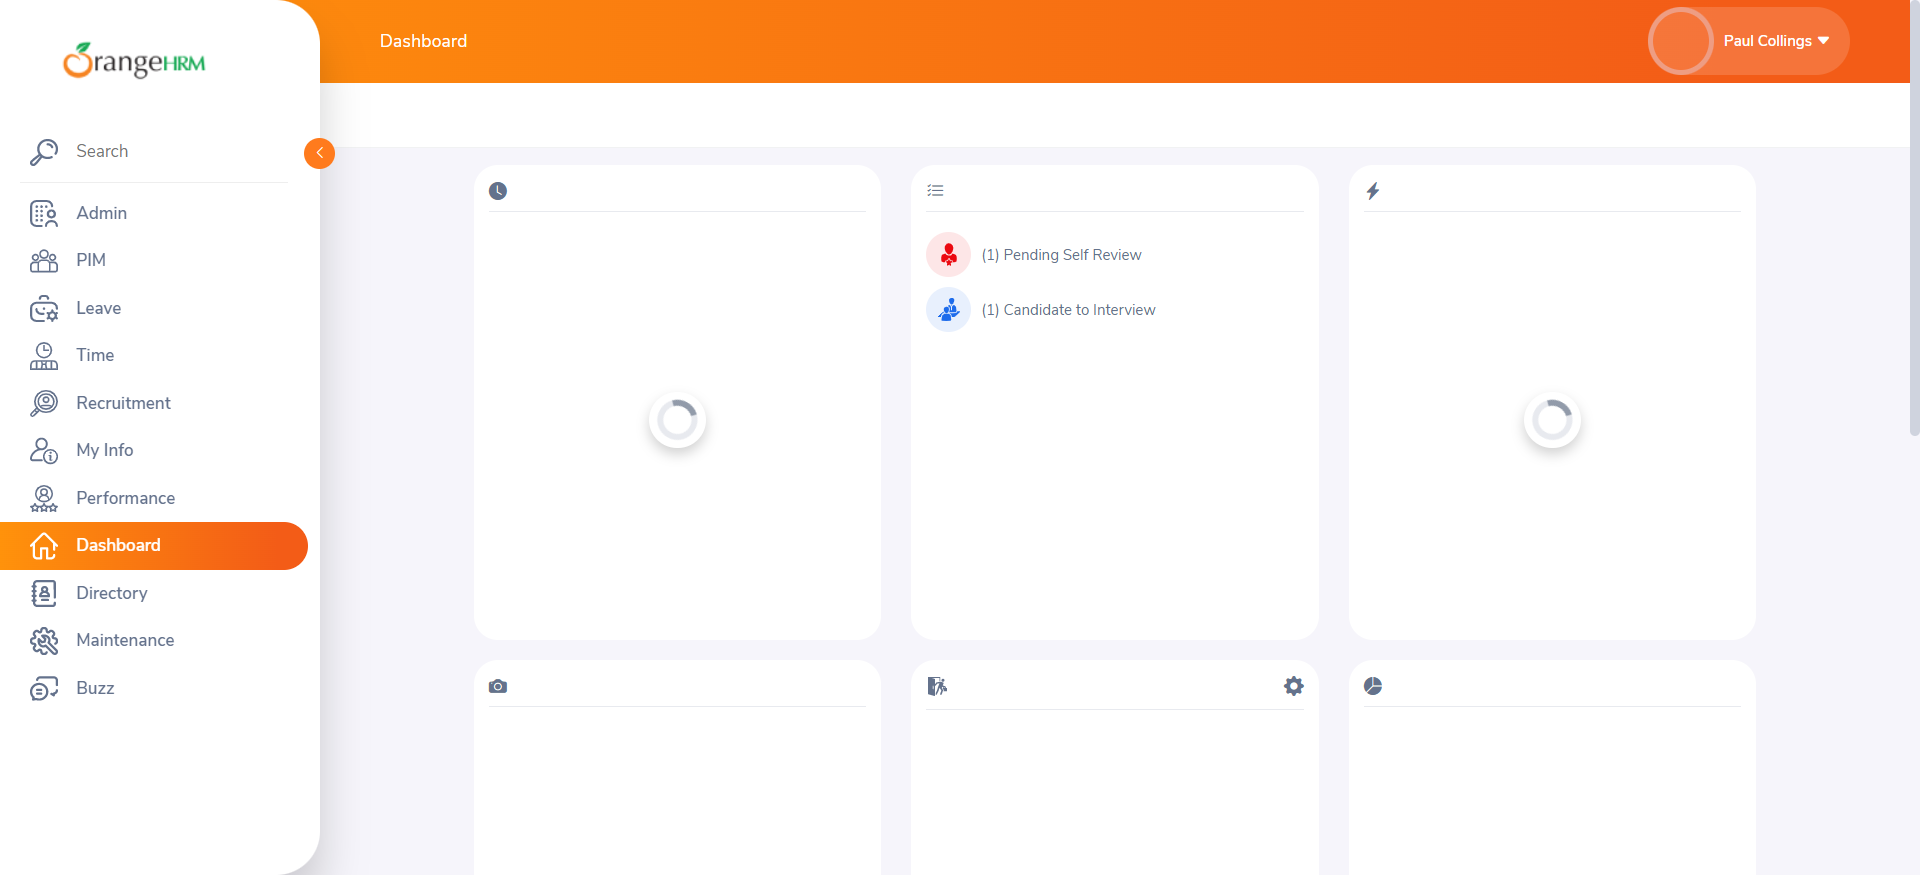 OrangeHRM
Dashboard
Paul Collings
Search
Admin
PIM
Leave
Time
Recruitment
My Info
Performance
Dashboard
Directory
Maintenance
Buzz
(1) Pending Self Review
(1) Candidate to Interview